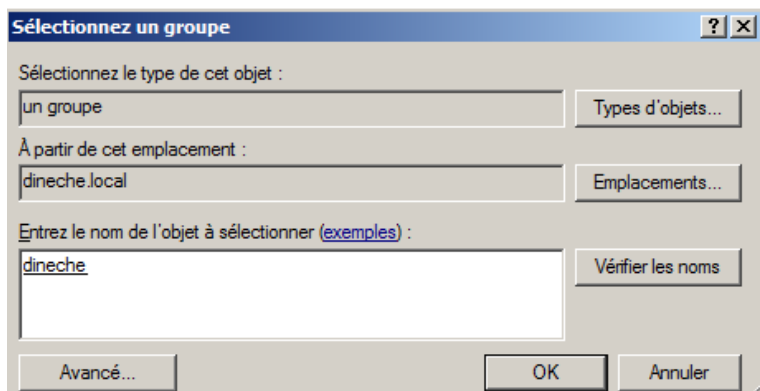 Sélectionnez un groupe
Sélectionnez le type de cet objet :
un groupe
Types d'objets...
À partir de cet emplacement :
dineche.local
Emplacements...
Entrez le nom de l'objet à sélectionner (exemples) :
dineche
Vérifier les noms
Avancé...
OK
Annuler